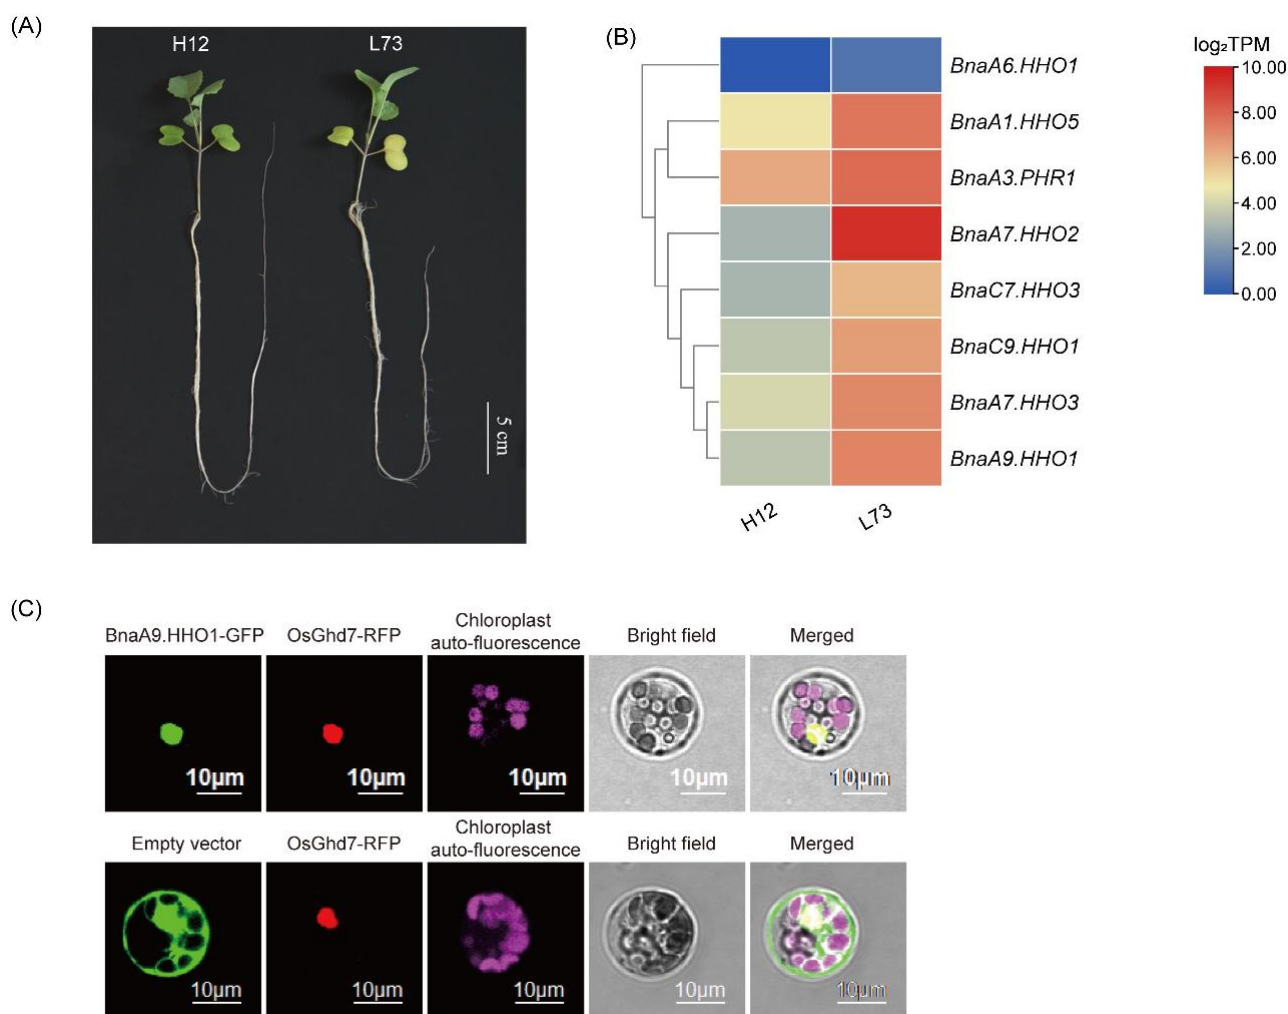 (A)
H12
L73
5 cm
(B)
log₂TPM
BnaA6.HHO1
BnaA1.HHO5
BnaA3.PHR1
BnaA7.HHO2
BnaC7.HHO3
BnaC9.HHO1
BnaA7.HHO3
BnaA9.HHO1
H12
L73
10.00
8.00
6.00
4.00
2.00
0.00
(C)
BnaA9.HHO1-GFP
OsGhd7-RFP
Chloroplast
auto-fluorescence
Bright field
Merged
10μm
10μm
10μm
10μm
10μm
Empty vector
OsGhd7-RFP
Chloroplast
auto-fluorescence
Bright field
Merged
10μm
10μm
10μm
10μm
10μm